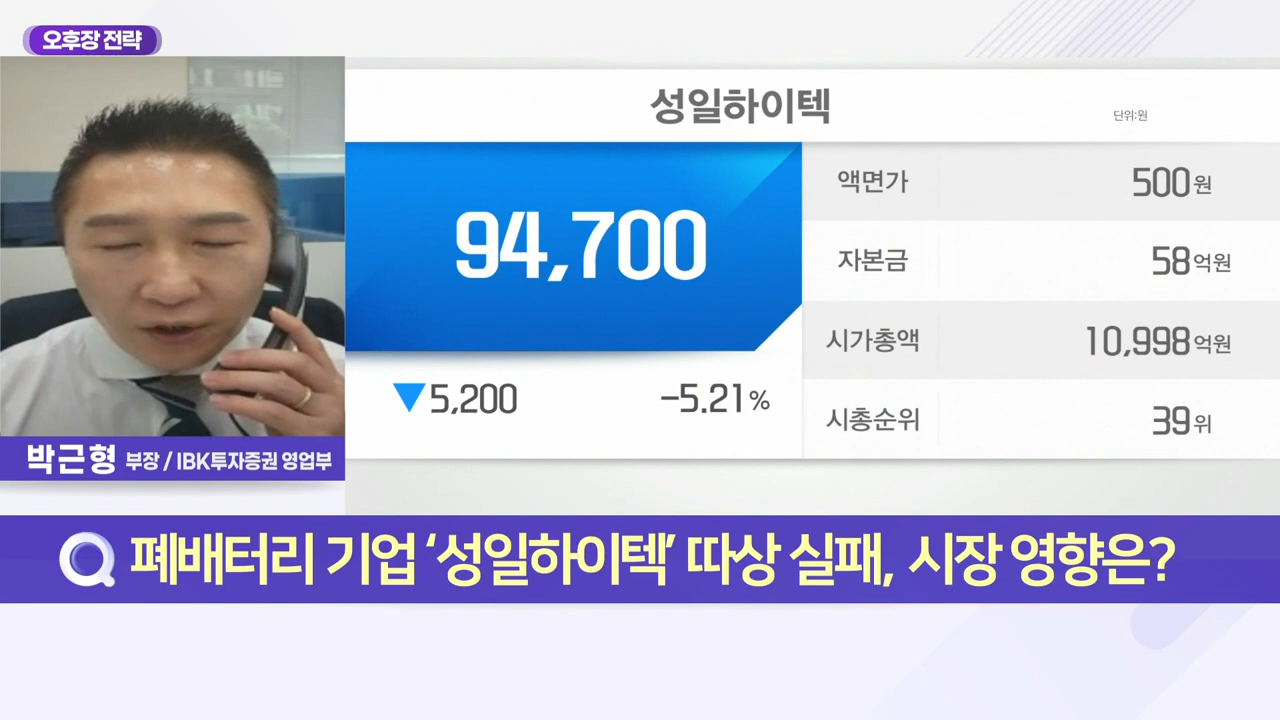 오후장 전략
성일하이텍
단위:원
94,700
▼5,200 -5.21%
액면가 500원
자본금 58억원
시가총액 10,998억원
시총순위 39위
박근형 부장 / IBK투자증권 영업부
Q 폐배터리 기업 ‘성일하이텍’ 따상 실패, 시장 영향은?